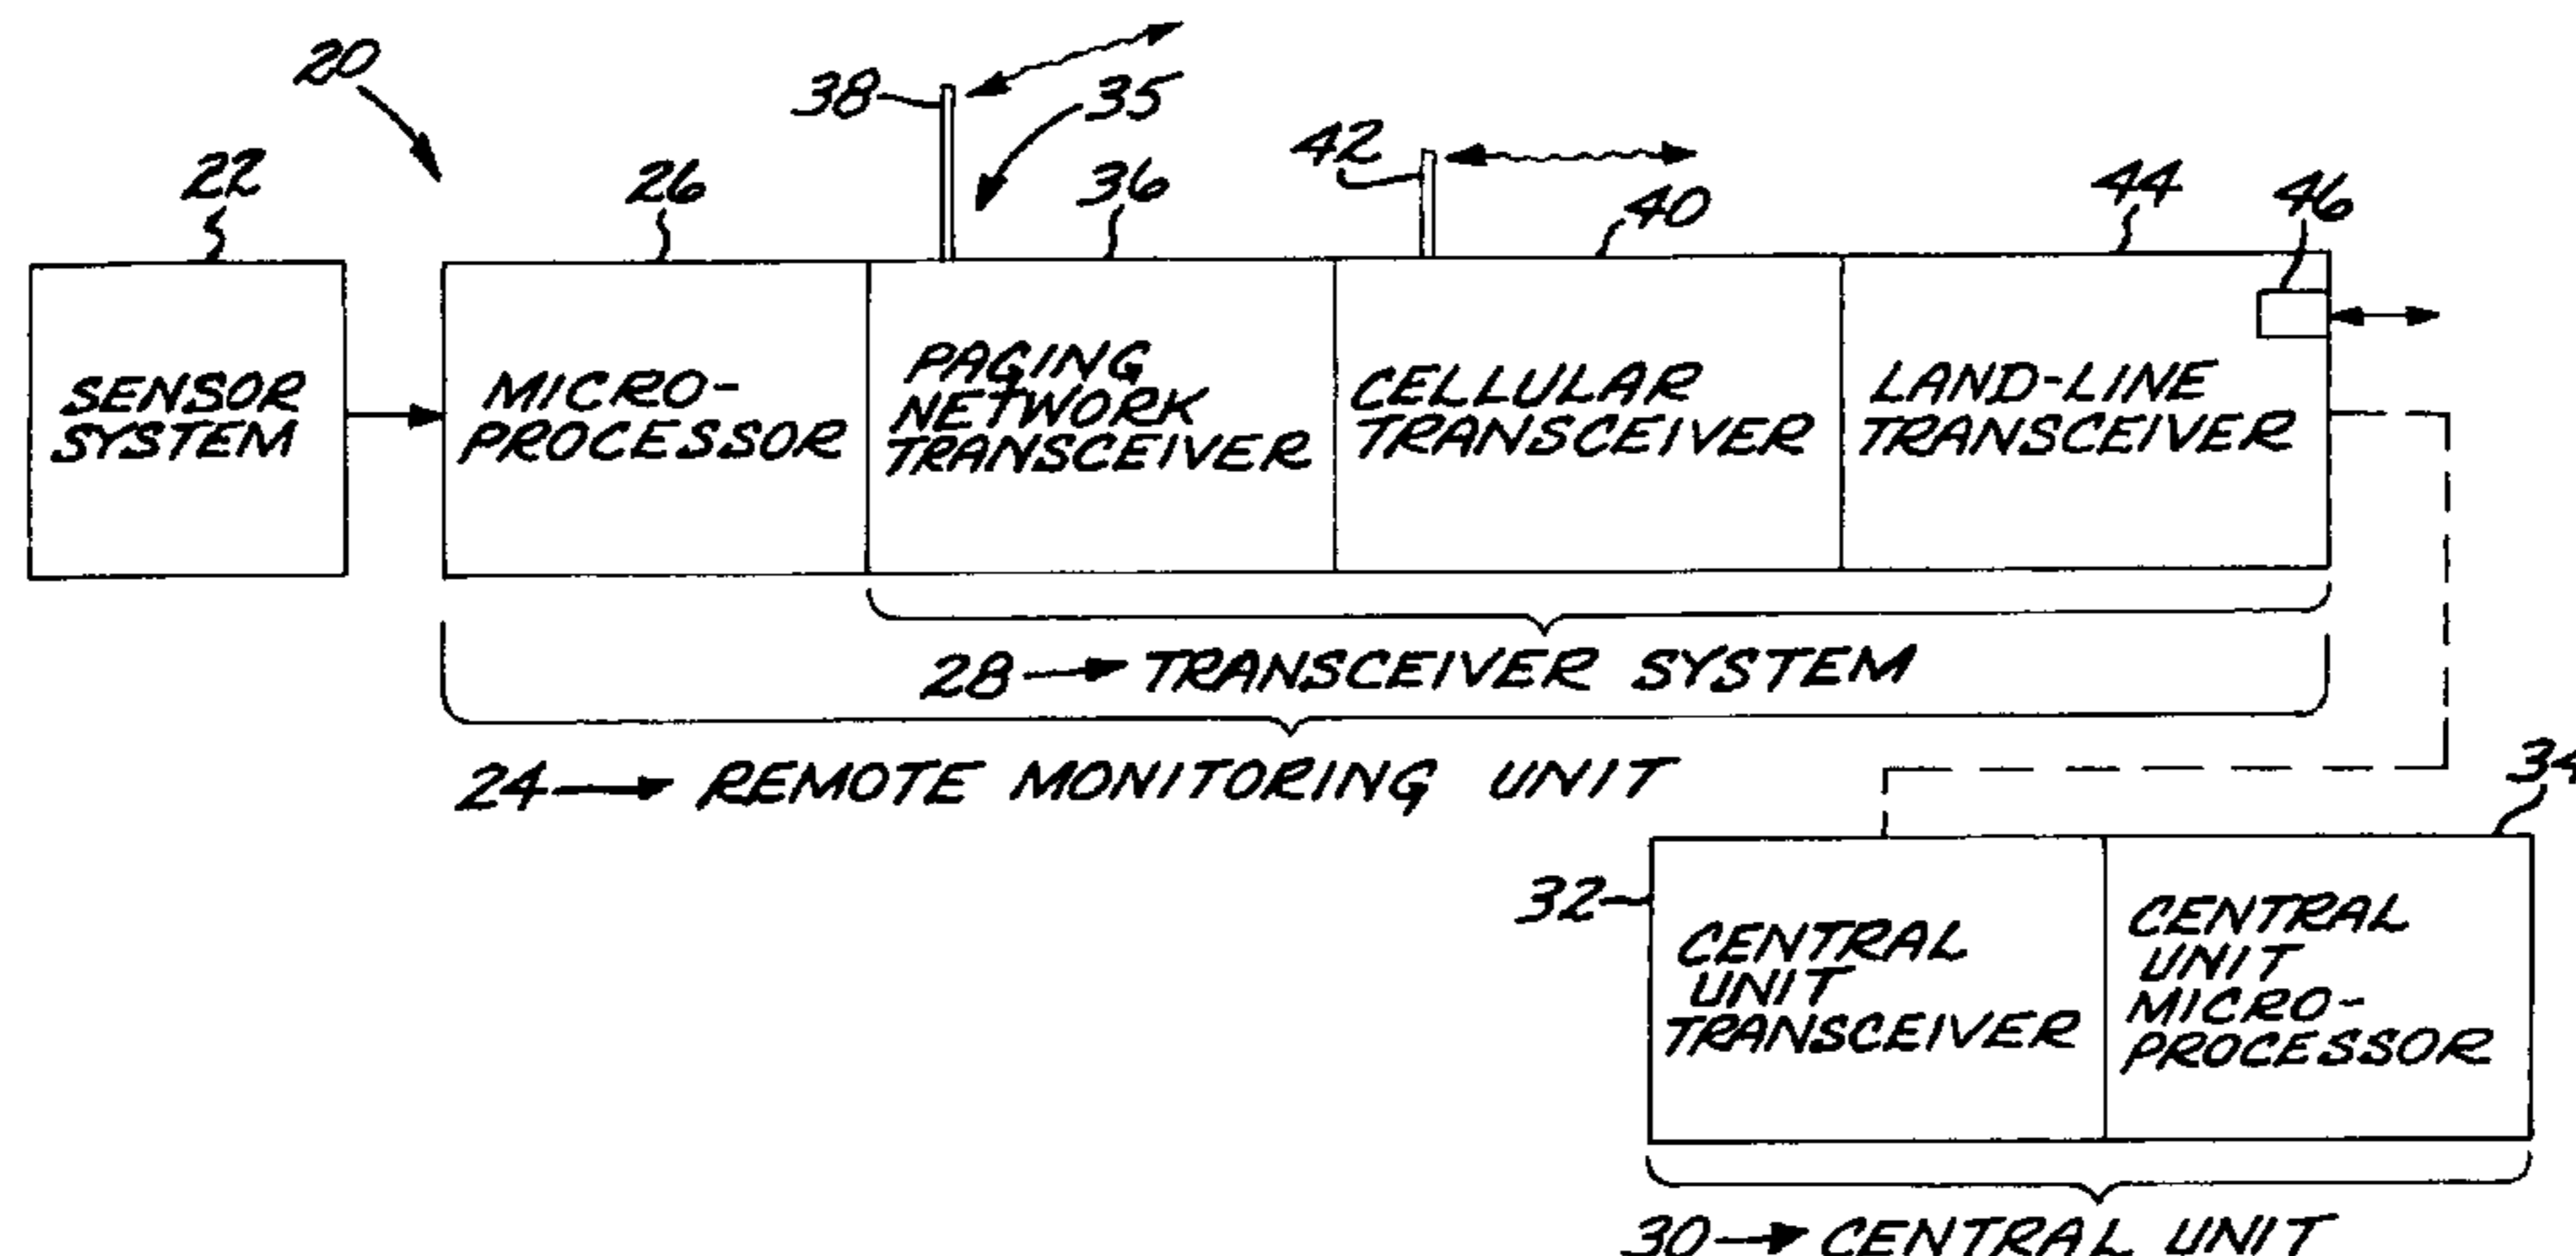 20
38
35
22
26
36
42
40
44
46
SENSOR
SYSTEM
MICRO-
PROCESSOR
PAGING
NETWORK
TRANSCEIVER
CELLULAR
TRANSCEIVER
LAND-LINE
TRANSCEIVER
28 → TRANSCEIVER SYSTEM
24 → REMOTE MONITORING UNIT
34
32
CENTRAL
UNIT
TRANSCEIVER
CENTRAL
UNIT
MICRO-
PROCESSOR
30 → CENTRAL UNIT